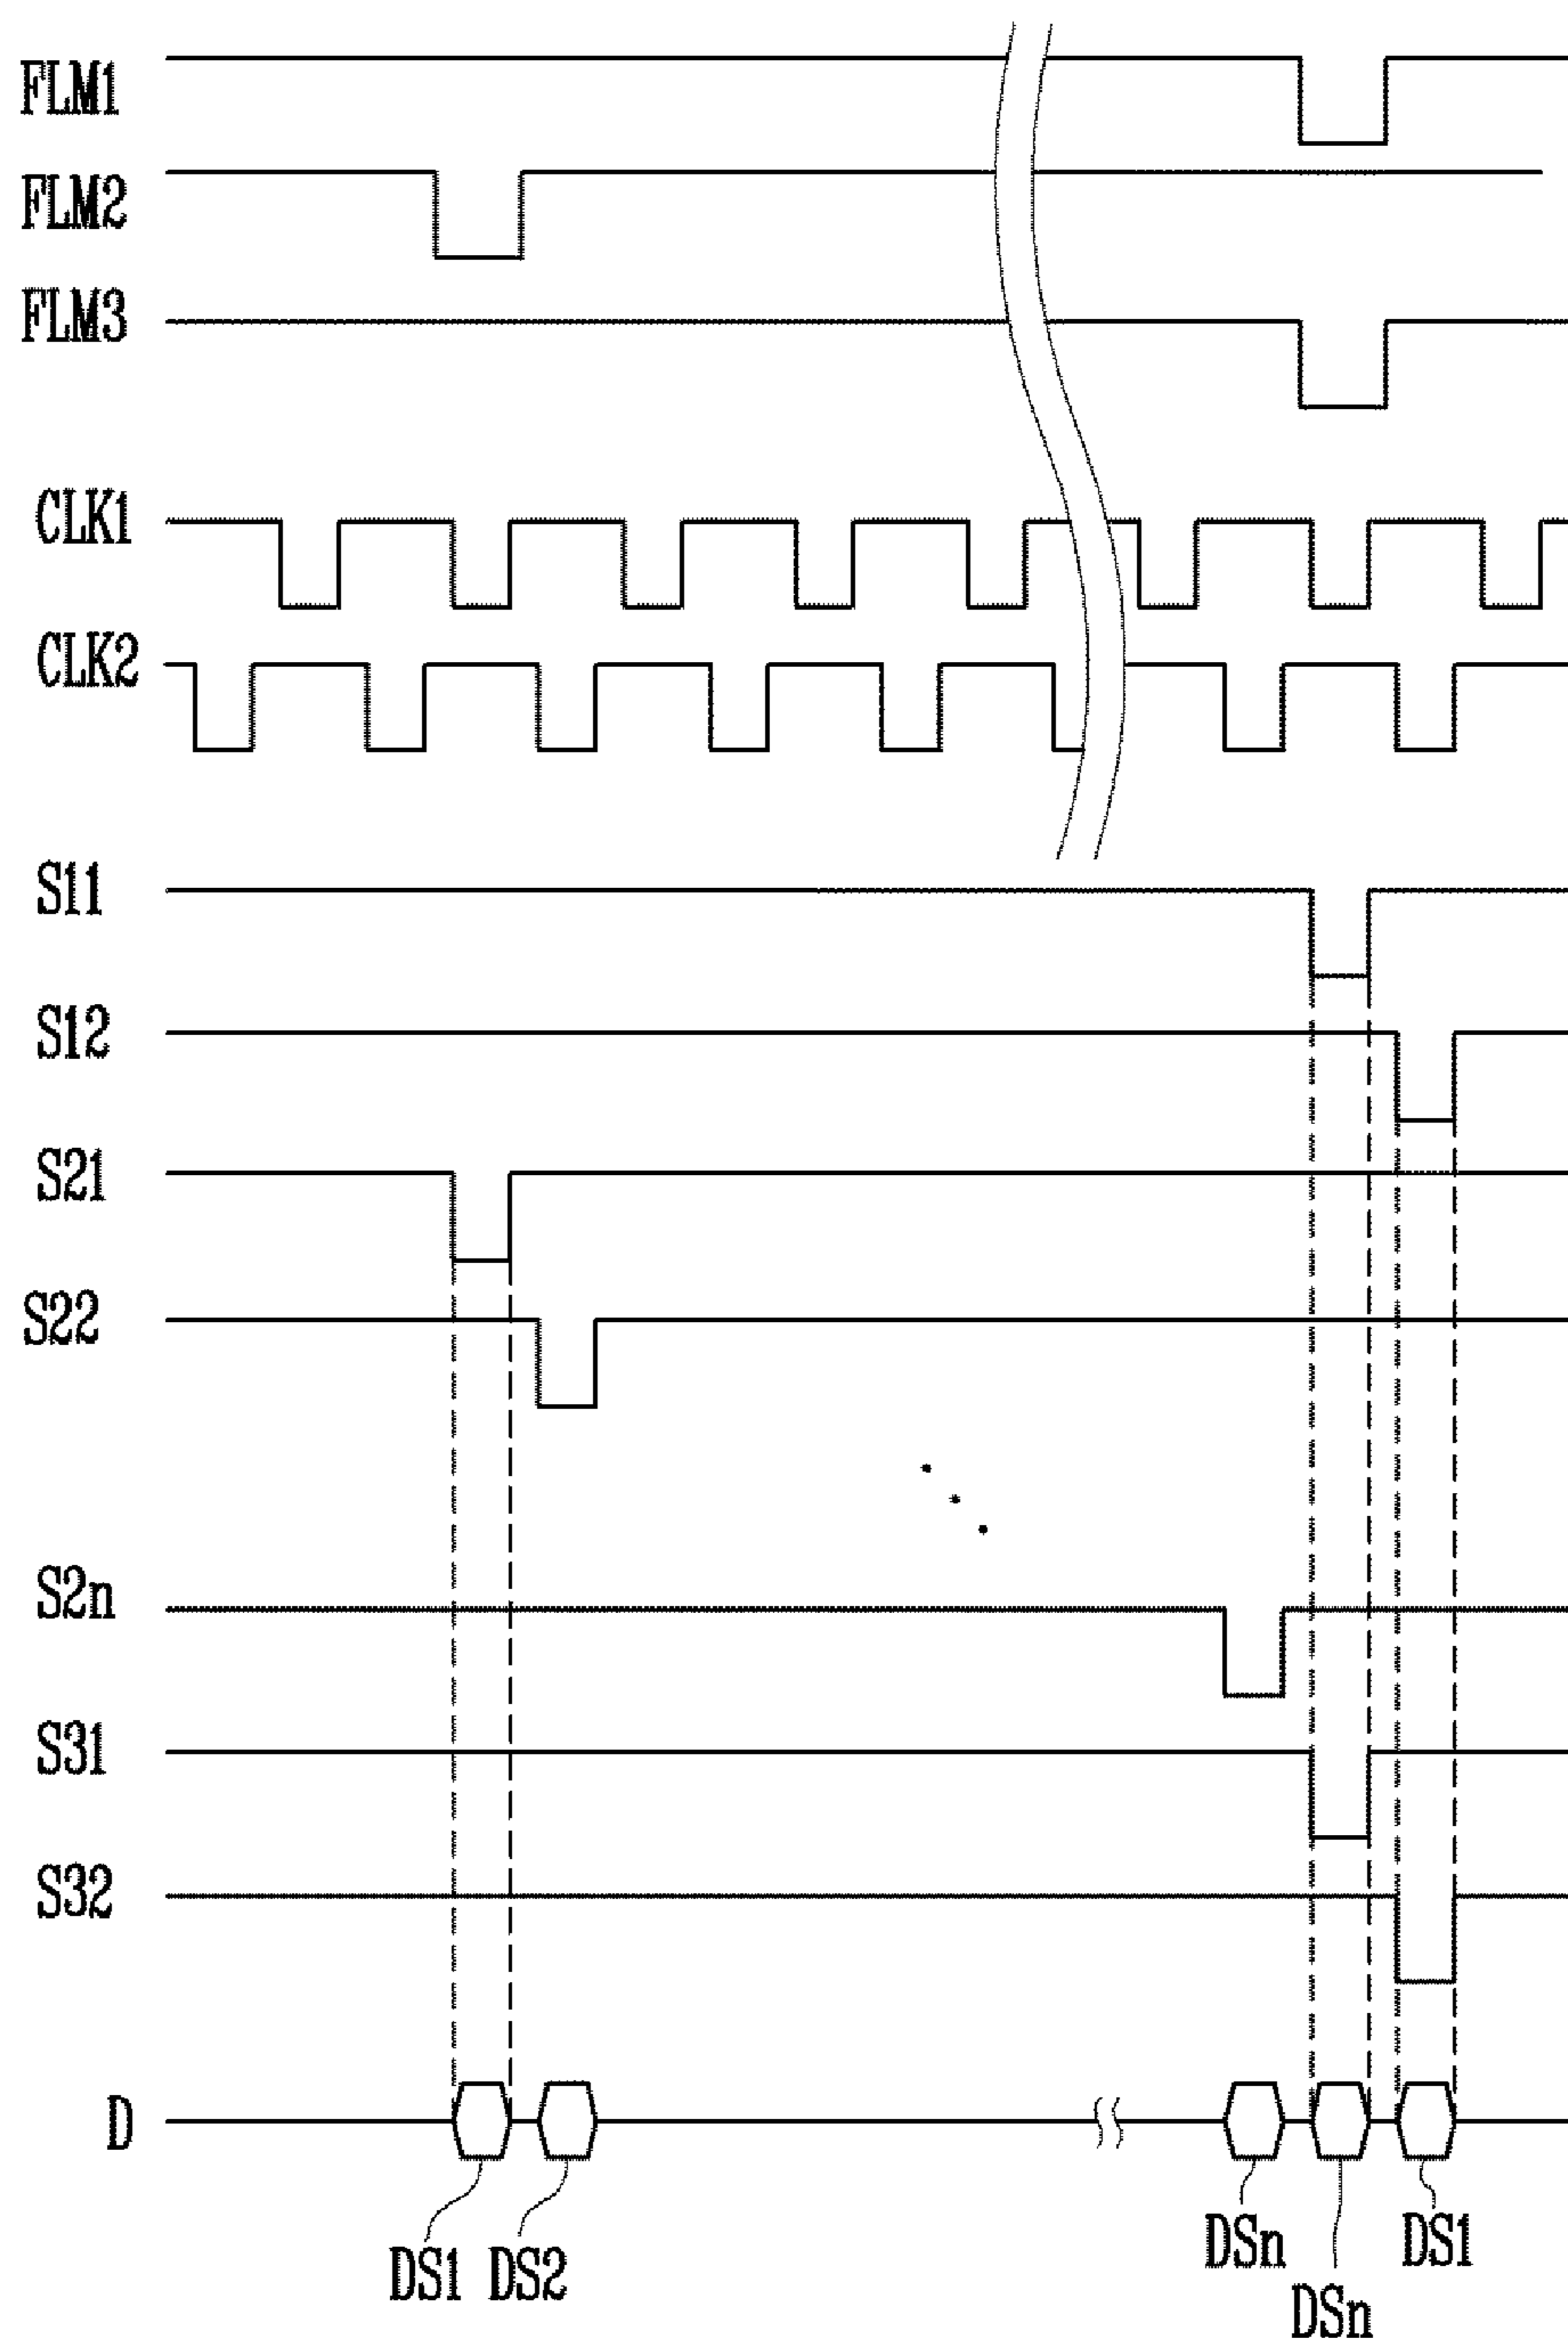 FLM1
FLM2
FLM3
CLK1
CLK2
S11
S12
S21
S22
S2n
S31
S32
D
DS1 DS2 DSn DS1
DSn